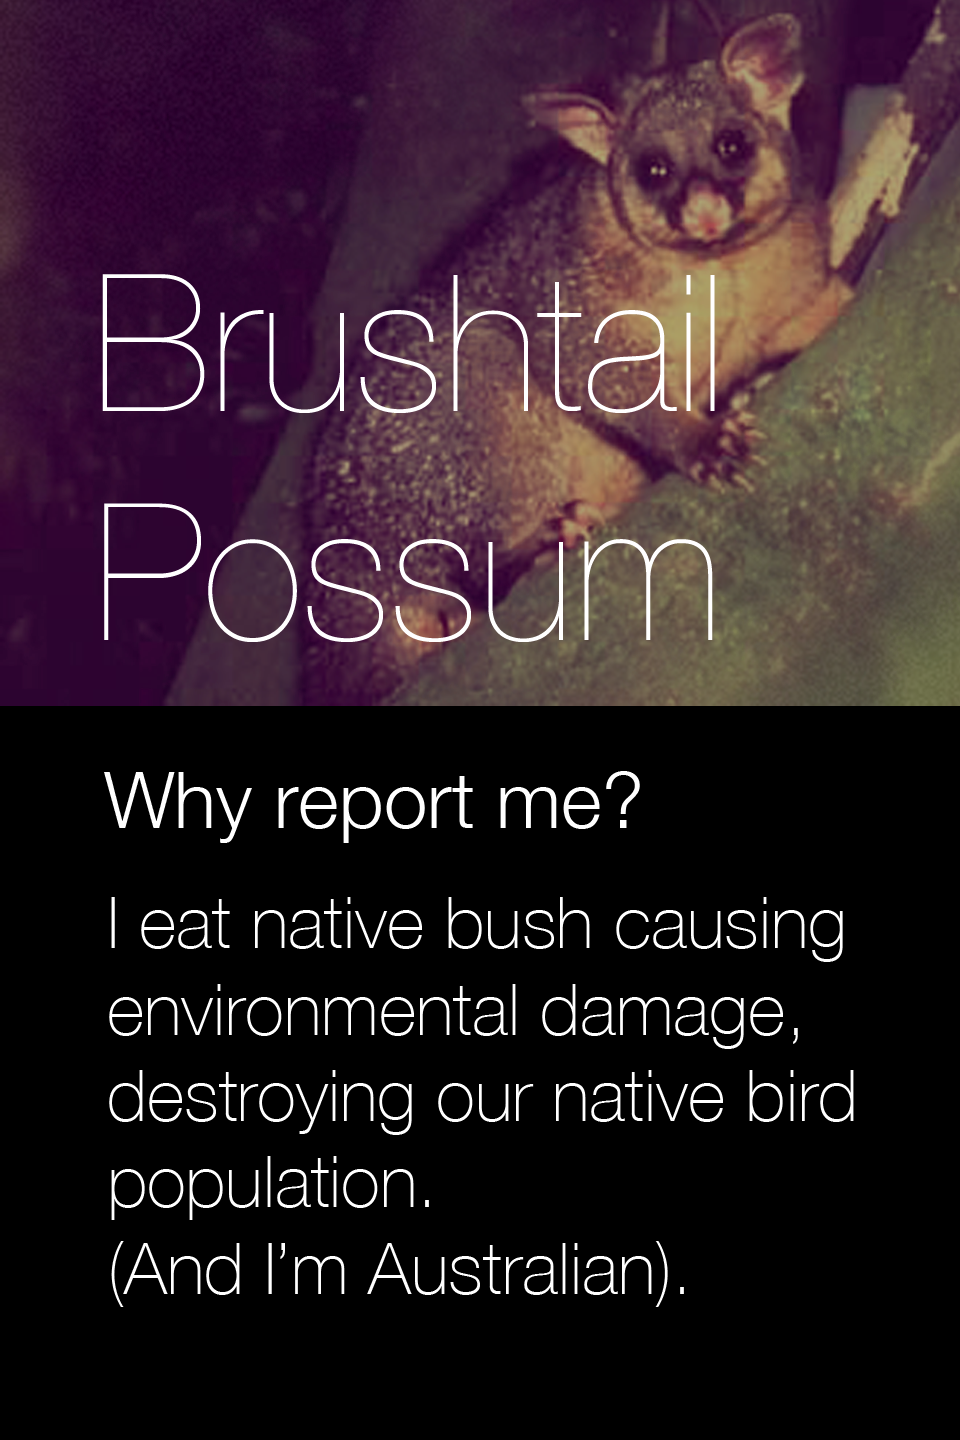 Brushtail
Possum
Why report me?
I eat native bush causing
environmental damage,
destroying our native bird
population.
(And I’m Australian).